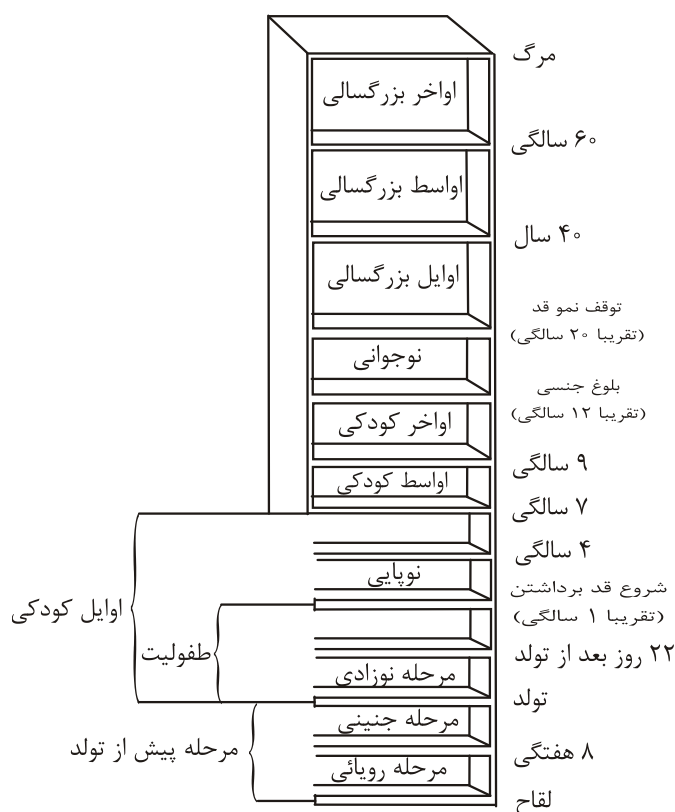 مرگ
اواخر بزرگسالی
۶۰ سالگی
اواسط بزرگسالی
۴۰ سال
اوایل بزرگسالی
توقف نمو قد
(تقریبا ۲۰ سالگی)
نوجوانی
بلوغ جنسی
(تقریبا ۱۲ سالگی)
اواخر کودکی
۹ سالگی
اواسط کودکی
۷ سالگی
۴ سالگی
نوپایی
شروع قد برداشتن
(تقریبا ۱ سالگی)
اوایل کودکی
طفولیت
۲۲ روز بعد از تولد
مرحله نوزادی
تولد
مرحله جنینی
مرحله پیش از تولد
۸ هفتگی
مرحله رویائی
لقاح